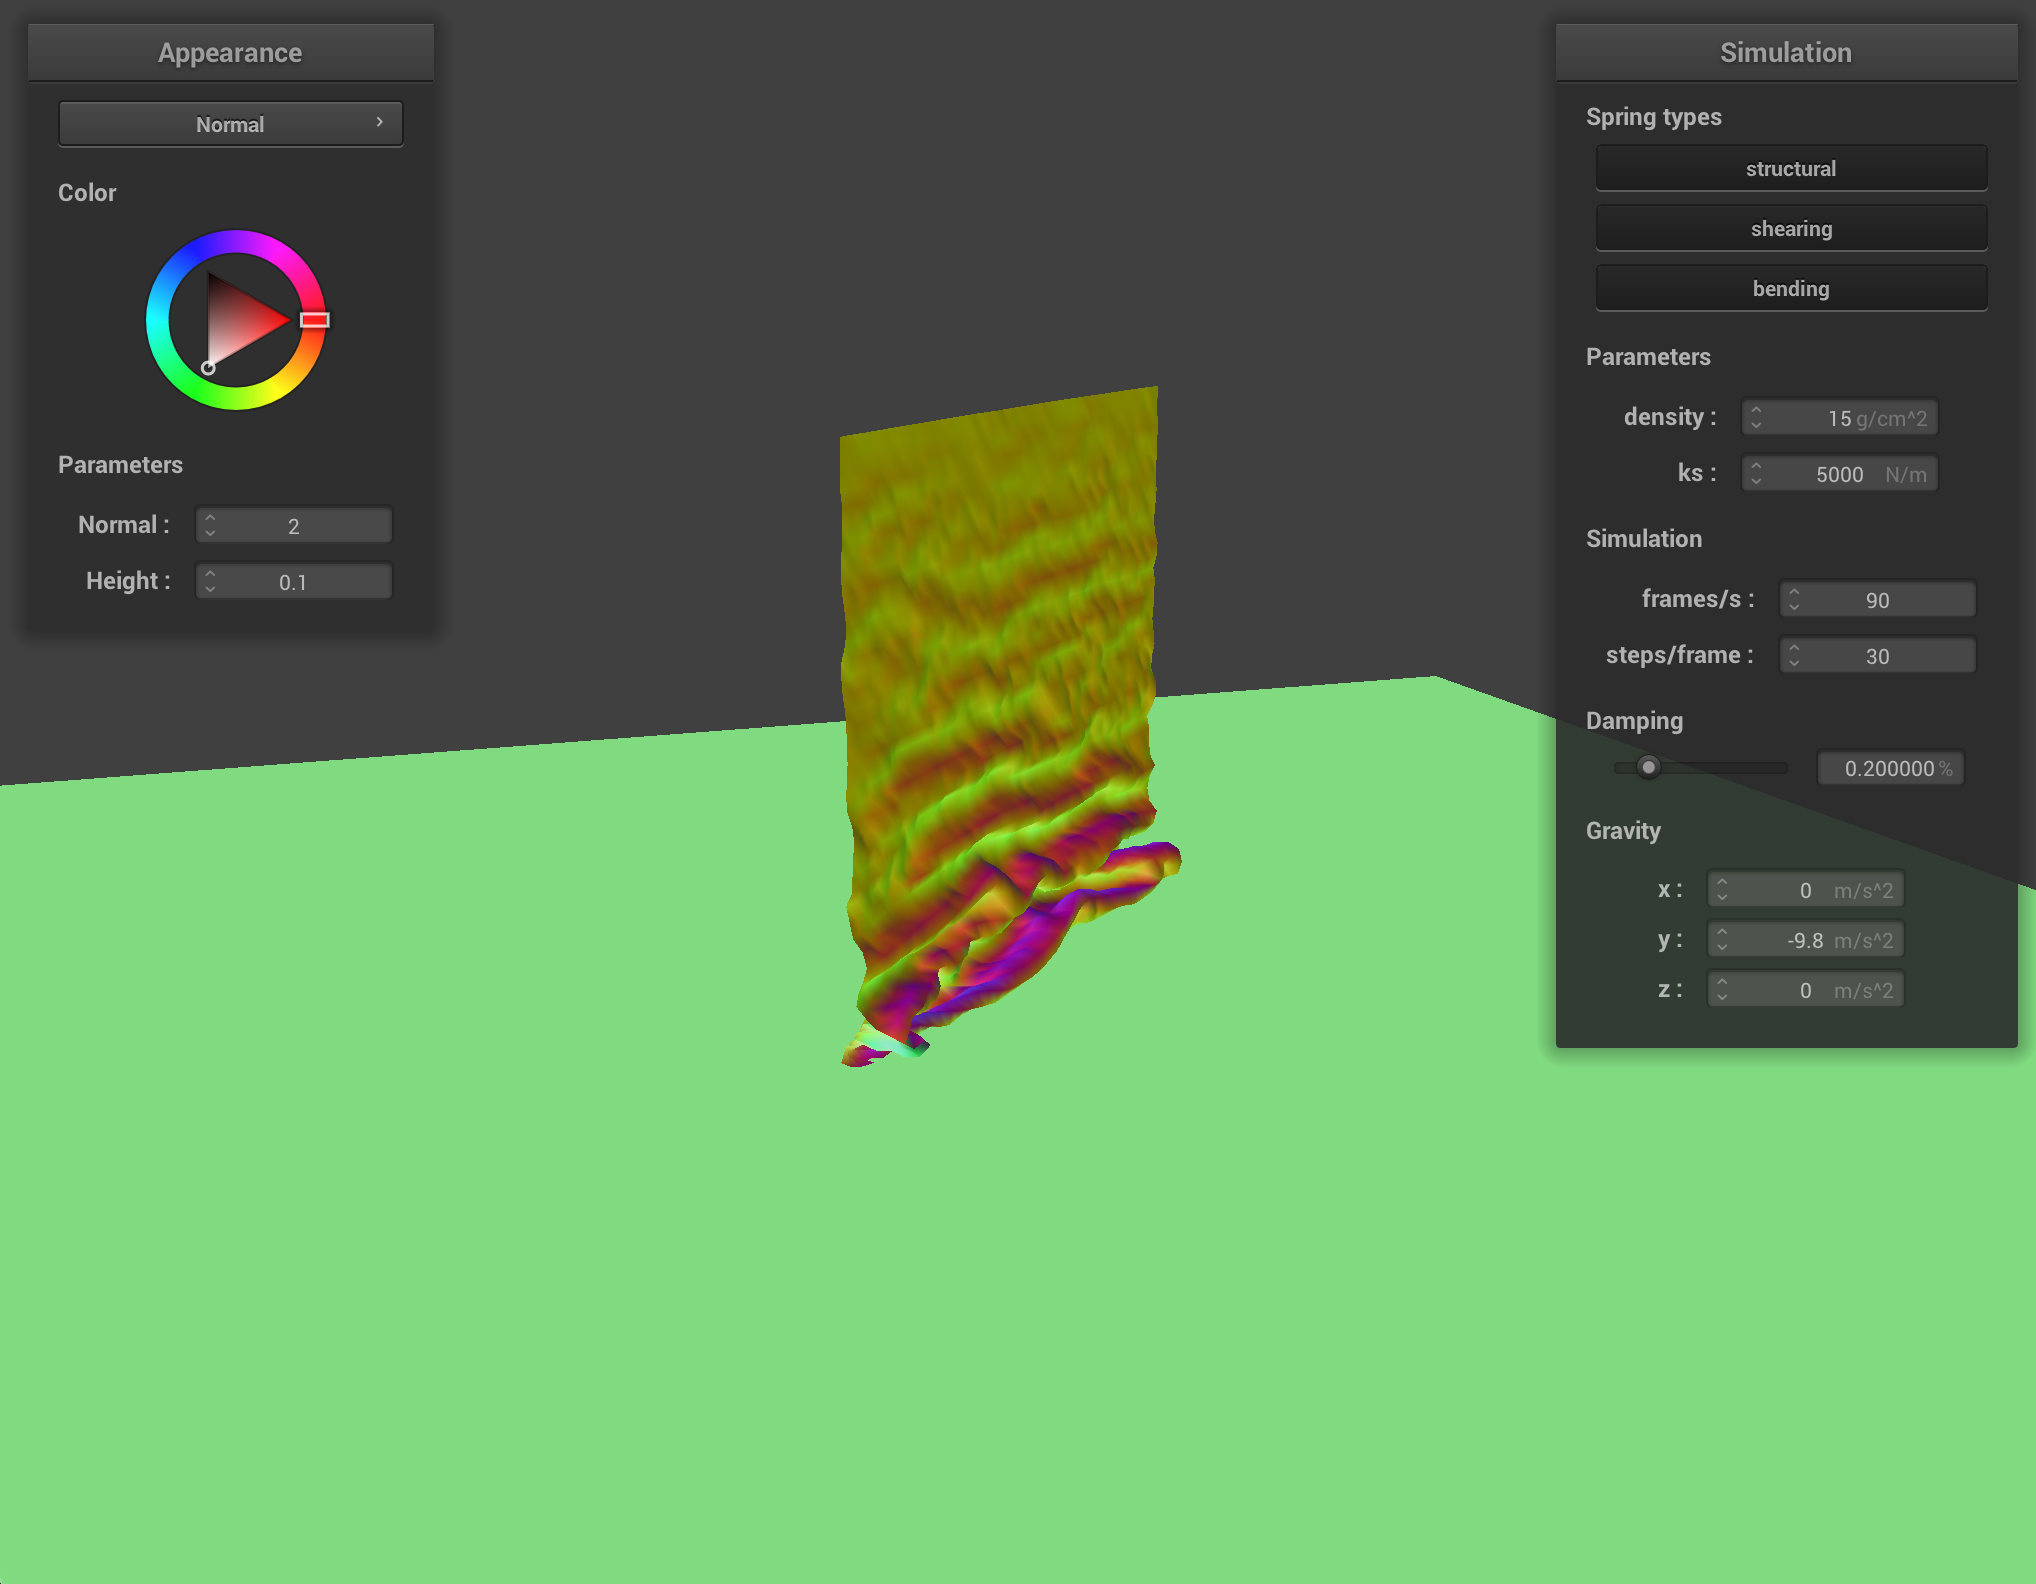 Appearance
Normal
Color
Parameters
Normal : 2
Height : 0.1
Simulation
Spring types
structural
shearing
bending
Parameters
density : 15 g/cm^2
ks : 5000 N/m
Simulation
frames/s : 90
steps/frame : 30
Damping
0.200000 %
Gravity
x : 0 m/s^2
y : -9.8 m/s^2
z : 0 m/s^2